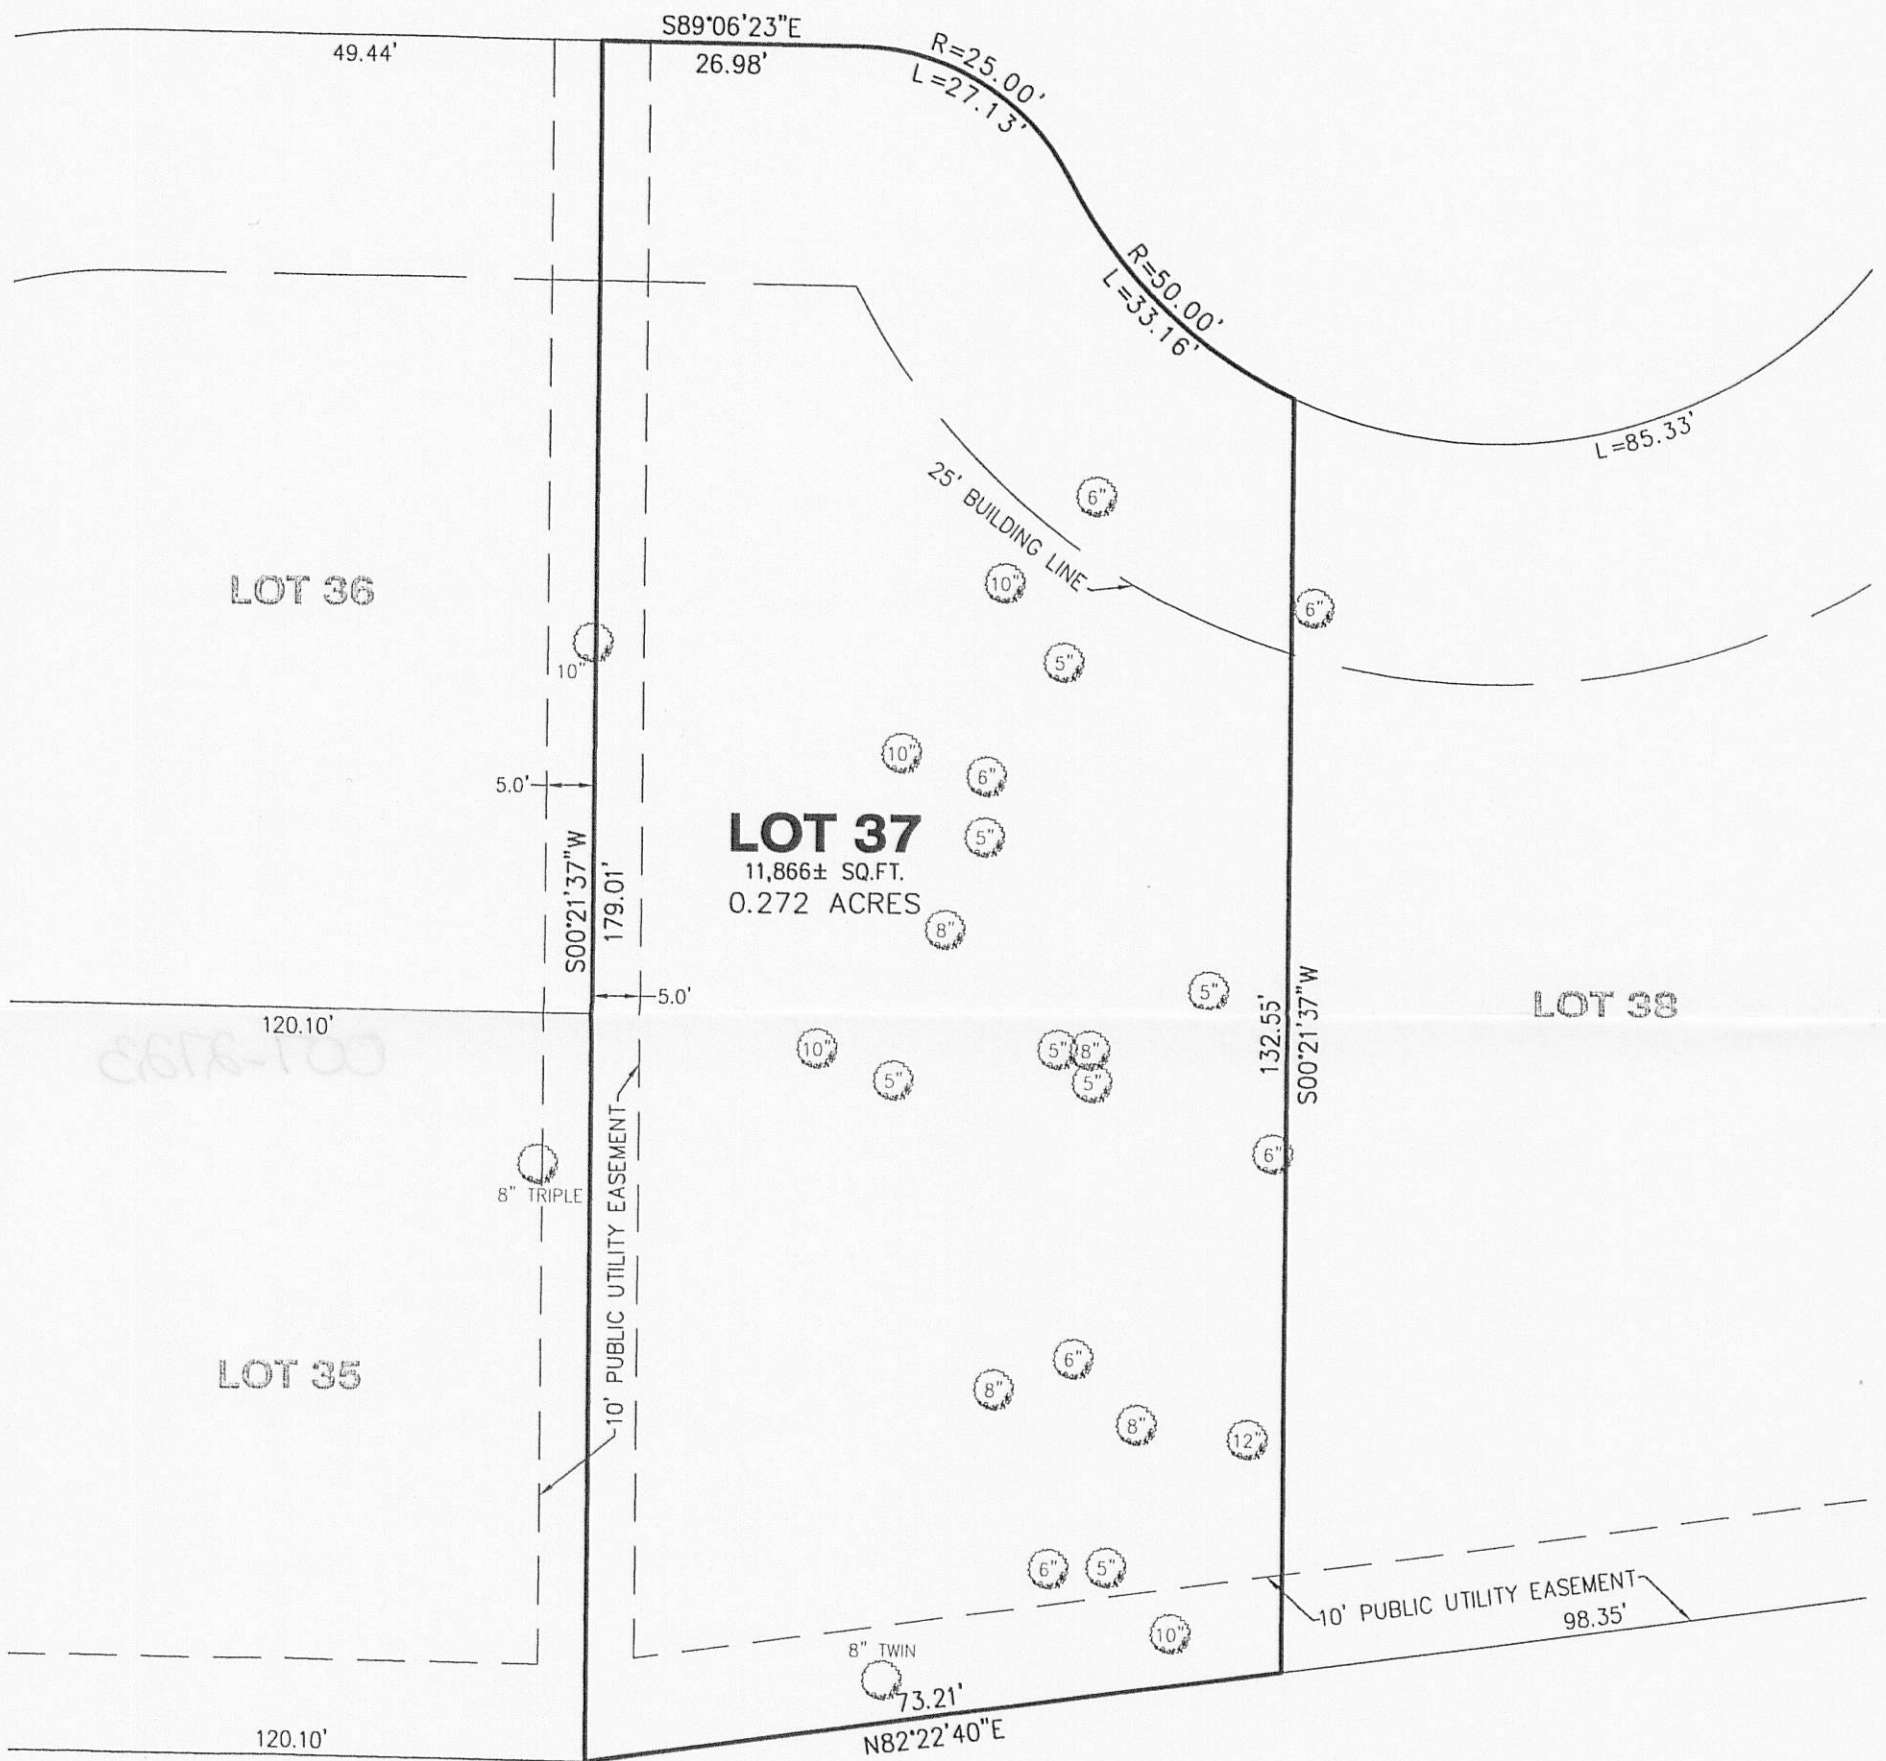 S89°06'23"E
49.44'
26.98'
R=25.00'
L=27.13'
R=50.00'
L=33.16'
L=85.33'
25' BUILDING LINE
6"
10"
6"
5"
LOT 36
10"
10"
6"
5.0'
5"
LOT 37
11,866± SQ.FT.
0.272 ACRES
S00°21'37"W
179.01'
8"
5"
5.0'
LOT 38
132.55'
S00°21'37"W
120.10'
10"
5"
5"
8"
5"
6"
8" TRIPLE
10' PUBLIC UTILITY EASEMENT
LOT 35
6"
8"
8"
12"
6"
5"
10' PUBLIC UTILITY EASEMENT
98.35'
10"
8" TWIN
73.21'
N82°22'40"E
120.10'